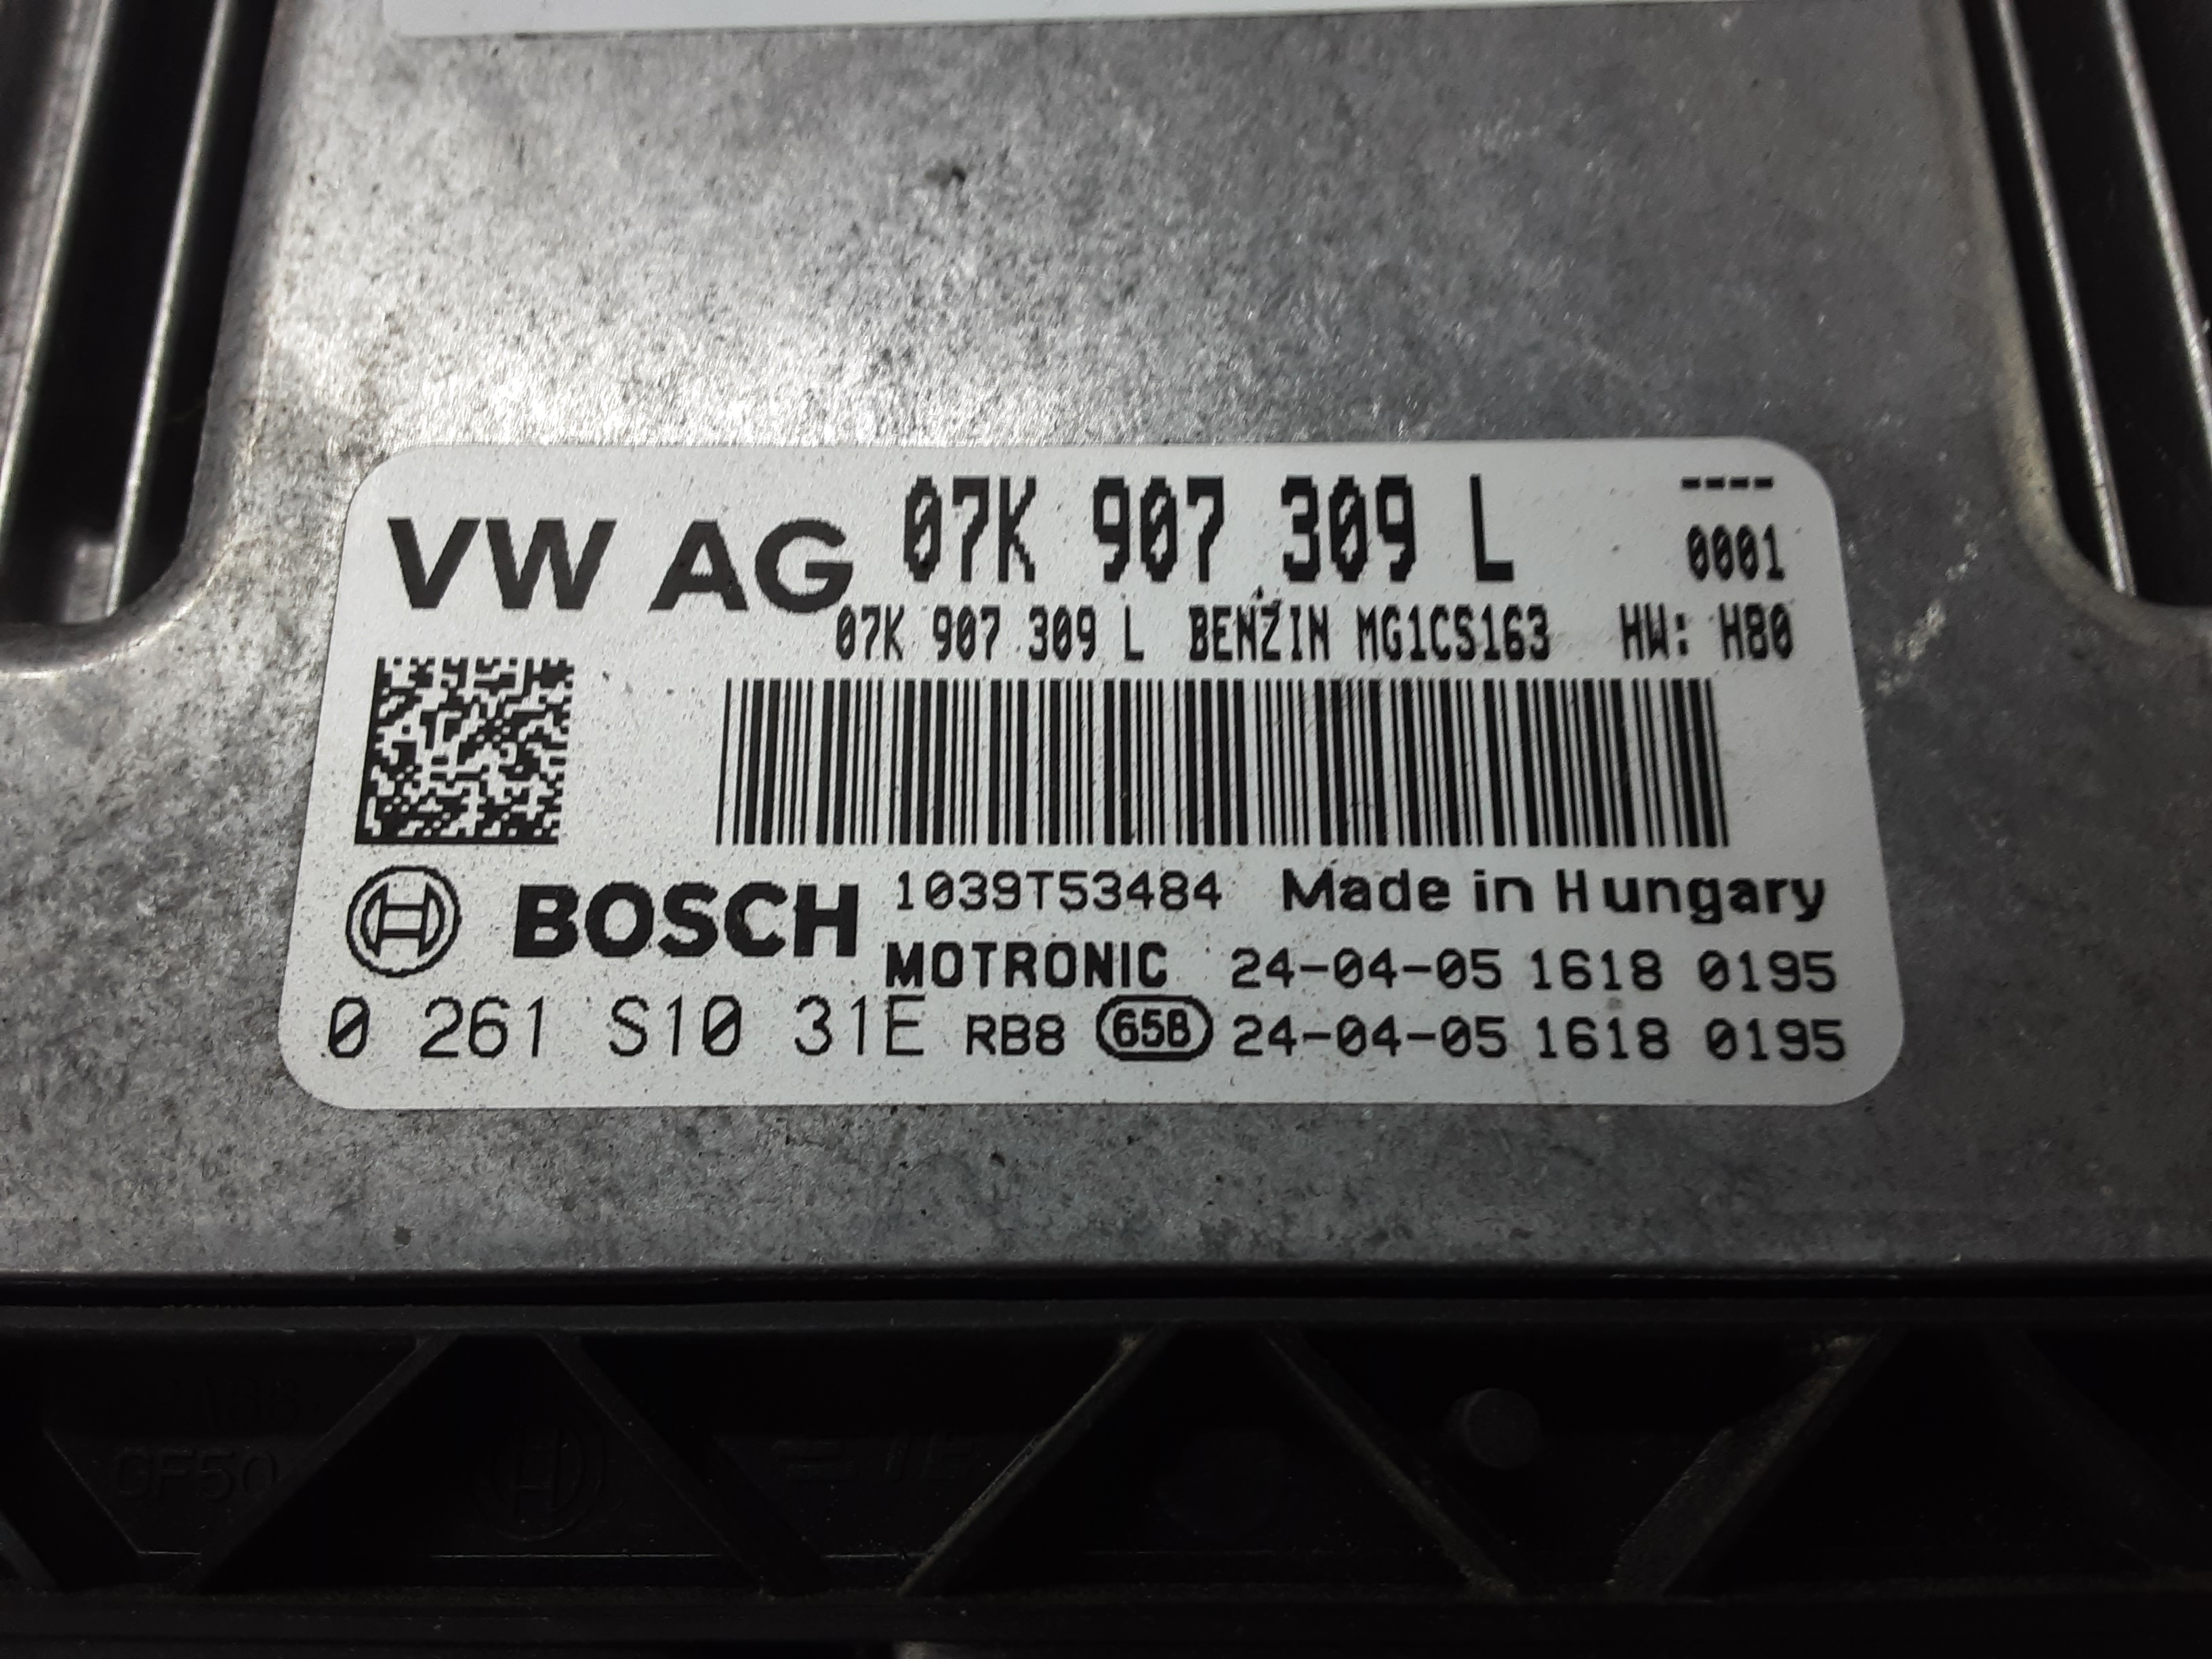 VW AG 07K 907 309 L ----
0001
07K 907 309 L BENZIN MG1CS163 HW: H80
BOSCH 1039T53484 Made in Hungary
MOTRONIC 24-04-05 1618 0195
0 261 S10 31E RB8 65B 24-04-05 1618 0195
GF50